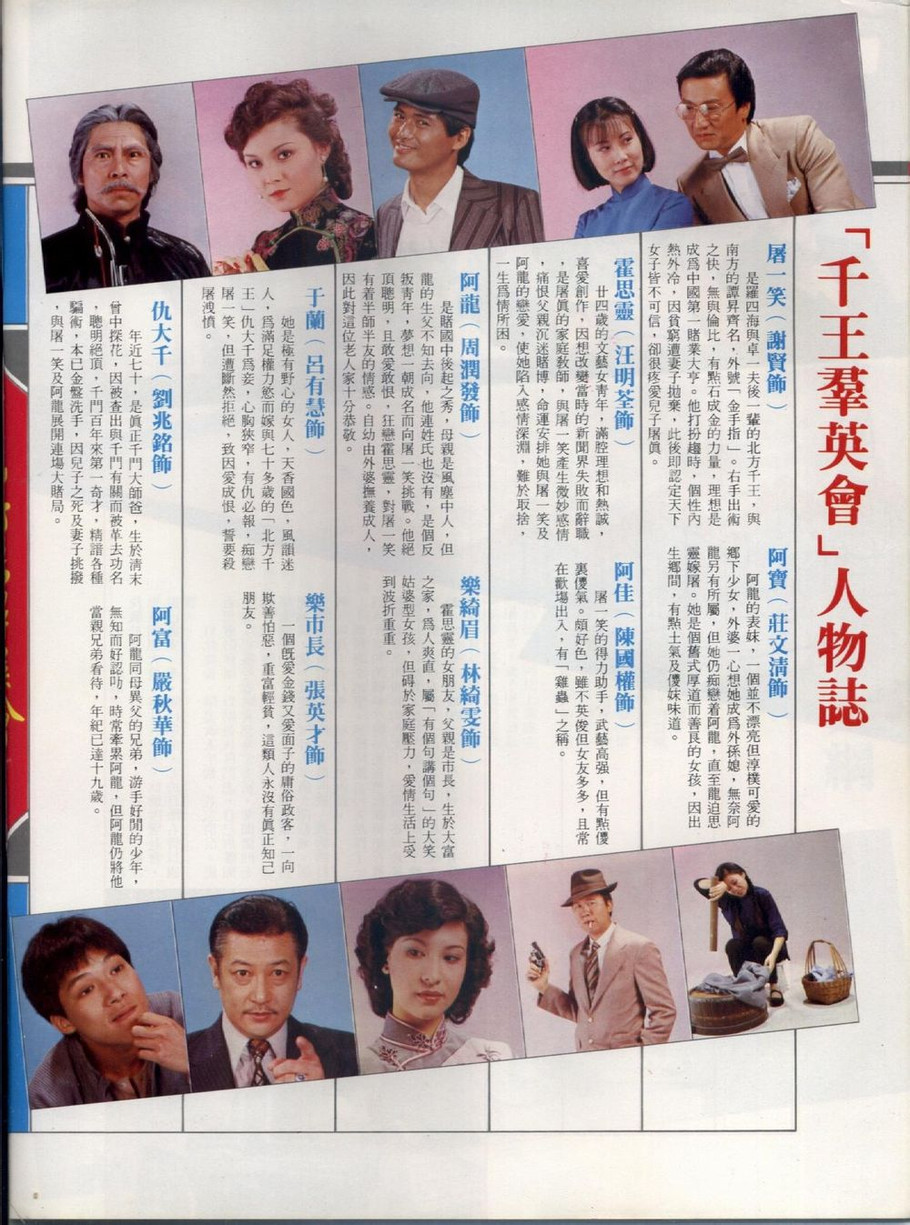 「千王羣英會」人物誌
屠一笑（謝賢飾）
是羅四海與卓一夫後一輩的北方千王，與
南方的譚昇齊名，外號「金手指」。右手出術
之快，無與倫比，有點石成金的力量，理想是
成爲中國第一賭業大亨。他打扮趨時，個性內
熱外冷，因貧窮遭妻子拋棄，此後即認定天下
女子皆不可信，卻很疼愛兒子屠眞。
霍思靈（汪明荃飾）
廿四歲的文藝女青年，滿腔理想和熱誠，
喜愛創作，因想改變當時的新聞界失敗而辭職
，是屠眞的家庭敎師，與屠一笑產生微妙感情
，痛恨父親沉迷賭博，命運安排她與屠一笑及
阿龍的戀愛，使她陷入感情深淵，難於取捨，
一生爲情所困。
阿龍（周潤發飾）
是賭國中後起之秀，母親是風塵中人，但
龍的生父不知去向，他連姓氏也沒有，是個反
叛青年，夢想一朝成名而向屠一笑挑戰。他絕
頂聰明，且敢愛敢恨，狂戀霍思靈，對屠一笑
有着半師半友的情感。自幼由外婆撫養成人，
因此對這位老人家十分恭敬。
于蘭（呂有慧飾）
她是極有野心的女人，天香國色，風韻迷
人，爲滿足權力慾而嫁與七十多歲的「北方千
王」仇大千爲妾，心胸狹窄，有仇必報，痴戀
屠一笑，但遭斷然拒絕，致因愛成恨，誓要殺
屠洩憤。
仇大千（劉兆銘飾）
年近七十，是眞正千門大師爸，生於淸末
曾中探花，因被查出與千門有關而被革去功名
，聰明絕頂，千門百年來第一奇才，精諳各種
騙術，本已金盤洗手，因兒子之死及妻子挑撥
，與屠一笑及阿龍展開連塲大賭局。
阿寶（莊文淸飾）
阿龍的表妹，一個並不漂亮但淳樸可愛的
鄉下少女，外婆一心想她成爲外孫媳，無奈阿
龍另有所屬，但她仍痴戀着阿龍，直至龍迫思
靈嫁屠。她是個舊式厚道而善良的女孩，因出
生鄉間，有點土氣及傻妹味道。
阿佳（陳國權飾）
屠一笑的得力助手，武藝高强，但有點傻
裏傻氣。頗好色，雖不英俊但女友多多，且常
在歡塲出入，有「雞蟲」之稱。
樂綺眉（林綺雯飾）
霍思靈的女朋友，父親是市長，生於大富
之家，爲人爽直，屬「有個句講個句」的大笑
姑婆型女孩，但碍於家庭壓力，愛情生活上受
到波折重重。
樂市長（張英才飾）
一個旣愛金錢又愛面子的庸俗政客，一向
欺善怕惡，重富輕貧，這類人永沒有眞正知己
朋友。
阿富（嚴秋華飾）
阿龍同母異父的兄弟，游手好閒的少年，
無知而好認叻，時常牽累阿龍，但阿龍仍將他
當親兄弟看待，年紀已達十九歲。